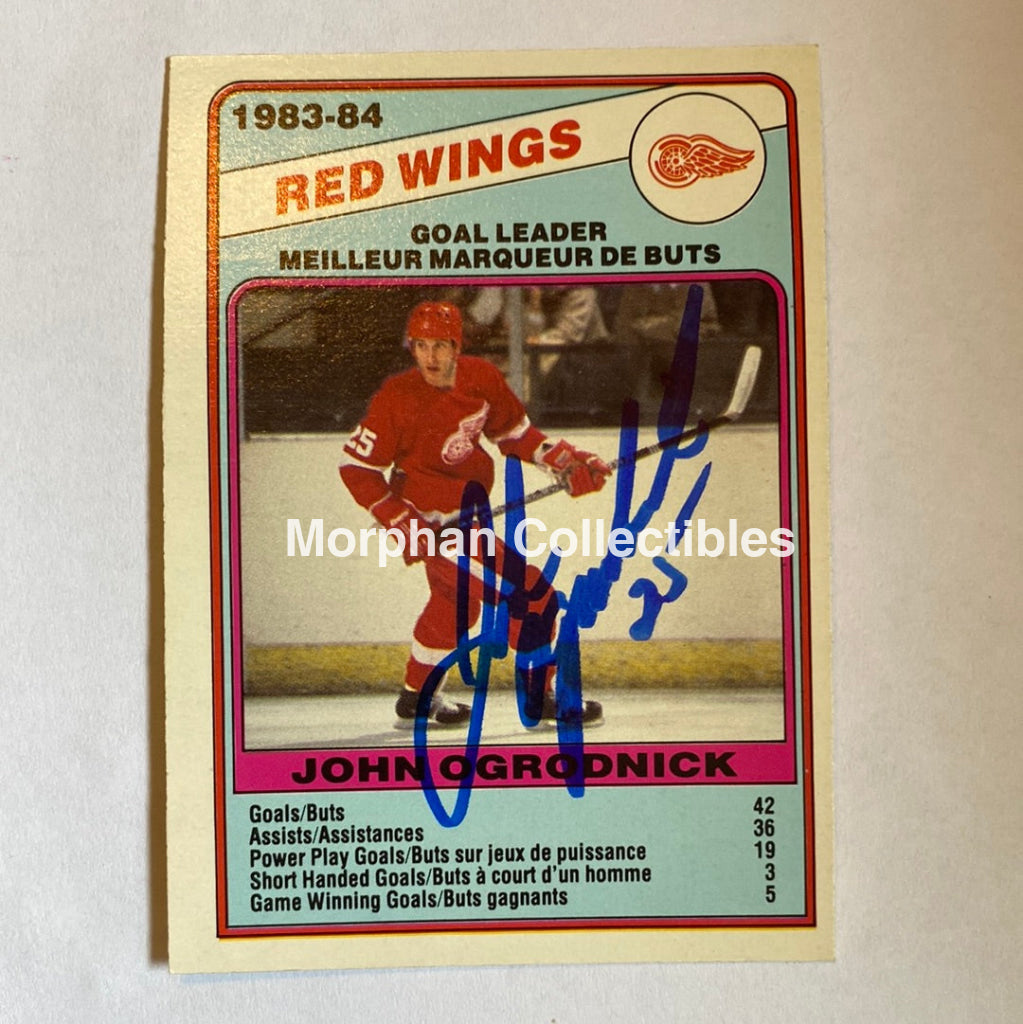 1983-84
RED WINGS
GOAL LEADER
MEILLEUR MARQUEUR DE BUTS
25
Morphan Collectibles
25
JOHN OGRODNICK
Goals/Buts 42
Assists/Assistances 36
Power Play Goals/Buts sur jeux de puissance 19
Short Handed Goals/Buts à court d'un homme 3
Game Winning Goals/Buts gagnants 5